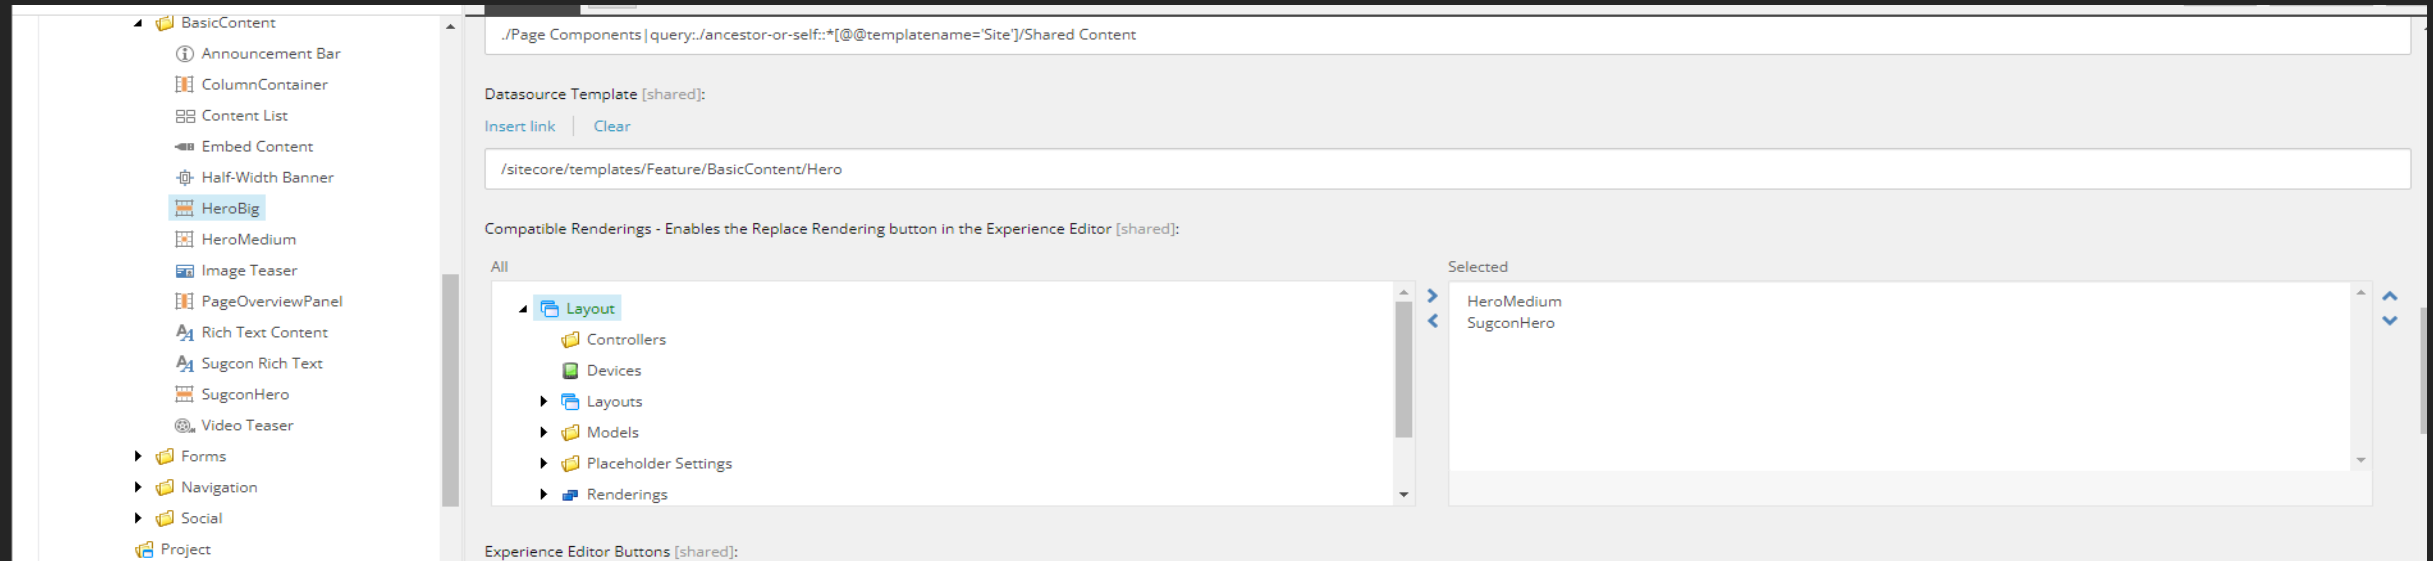 BasicContent
Announcement Bar
ColumnContainer
Content List
Embed Content
Half-Width Banner
HeroBig
HeroMedium
Image Teaser
PageOverviewPanel
Rich Text Content
Sugcon Rich Text
SugconHero
Video Teaser
Forms
Navigation
Social
Project
./Page Components|query:./ancestor-or-self::*[@@templatename='Site']/Shared Content
Datasource Template [shared]:
Insert link
Clear
/sitecore/templates/Feature/BasicContent/Hero
Compatible Renderings - Enables the Replace Rendering button in the Experience Editor [shared]:
All
Layout
Controllers
Devices
Layouts
Models
Placeholder Settings
Renderings
Selected
HeroMedium
SugconHero
Experience Editor Buttons [shared]: